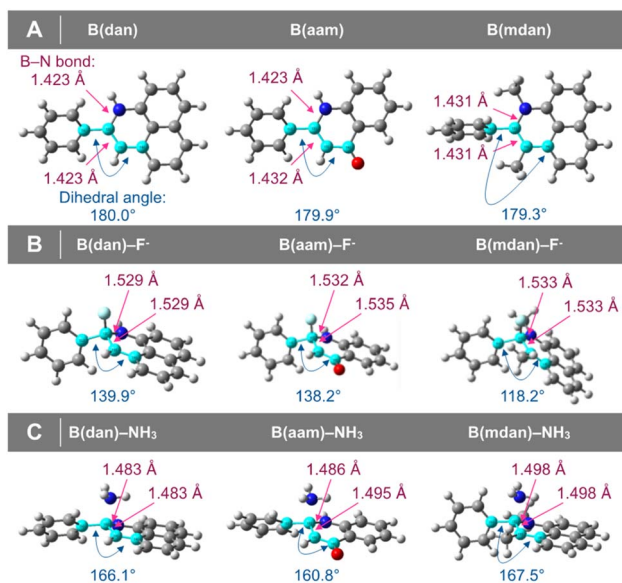 A B(dan) B(aam) B(mdan)
B–N bond:
1.423 Å 1.423 Å 1.431 Å
1.423 Å 1.432 Å 1.431 Å
Dihedral angle:
180.0° 179.9° 179.3°
B B(dan)–F- B(aam)–F- B(mdan)–F-
1.529 Å 1.532 Å 1.533 Å
1.529 Å 1.535 Å 1.533 Å
139.9° 138.2° 118.2°
C B(dan)–NH₃ B(aam)–NH₃ B(mdan)–NH₃
1.483 Å 1.486 Å 1.498 Å
1.483 Å 1.495 Å 1.498 Å
166.1° 160.8° 167.5°